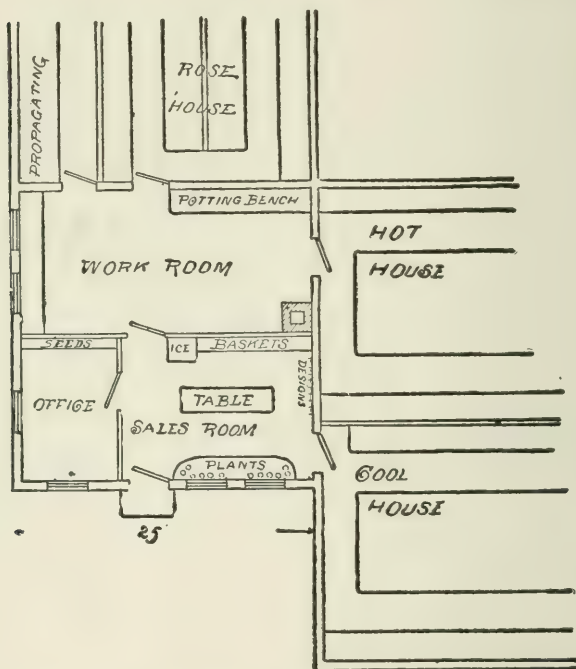 PROPAGATING
ROSE
HOUSE
POTTING BENCH
HOT
HOUSE
WORK ROOM
SEEDS
ICE
BASKETS
DESIGNS
OFFICE
TABLE
SALES ROOM
PLANTS
COOL
HOUSE
25'